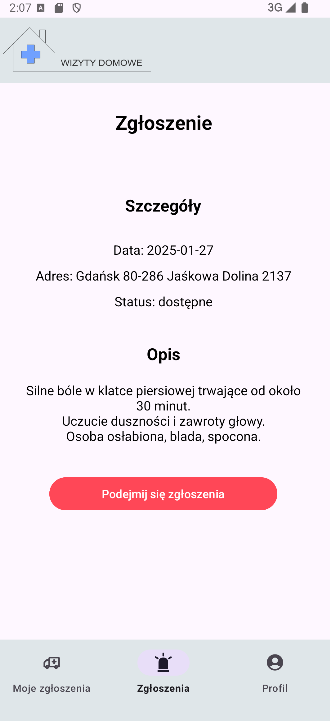 2:07
3G
WIZYTY DOMOWE
Zgłoszenie
Szczegóły
Data: 2025-01-27
Adres: Gdańsk 80-286 Jaśkowa Dolina 2137
Status: dostępne
Opis
Silne bóle w klatce piersiowej trwające od około
30 minut.
Uczucie duszności i zawroty głowy.
Osoba osłabiona, blada, spocona.
Podejmij się zgłoszenia
Moje zgłoszenia
Zgłoszenia
Profil